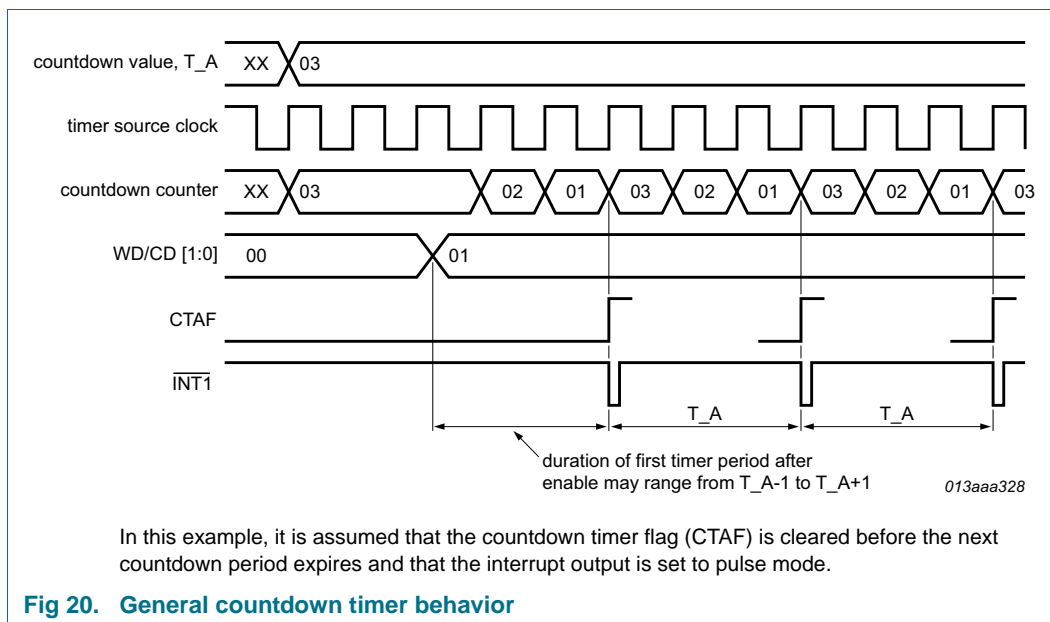 countdown value, T_A XX 03
timer source clock
countdown counter XX 03 02 01 03 02 01 03 02 01 03
WD/CD [1:0] 00 01
CTAF
INT1
T_A T_A
duration of first timer period after
enable may range from T_A-1 to T_A+1
013aaa328
In this example, it is assumed that the countdown timer flag (CTAF) is cleared before the next
countdown period expires and that the interrupt output is set to pulse mode.
Fig 20. General countdown timer behavior